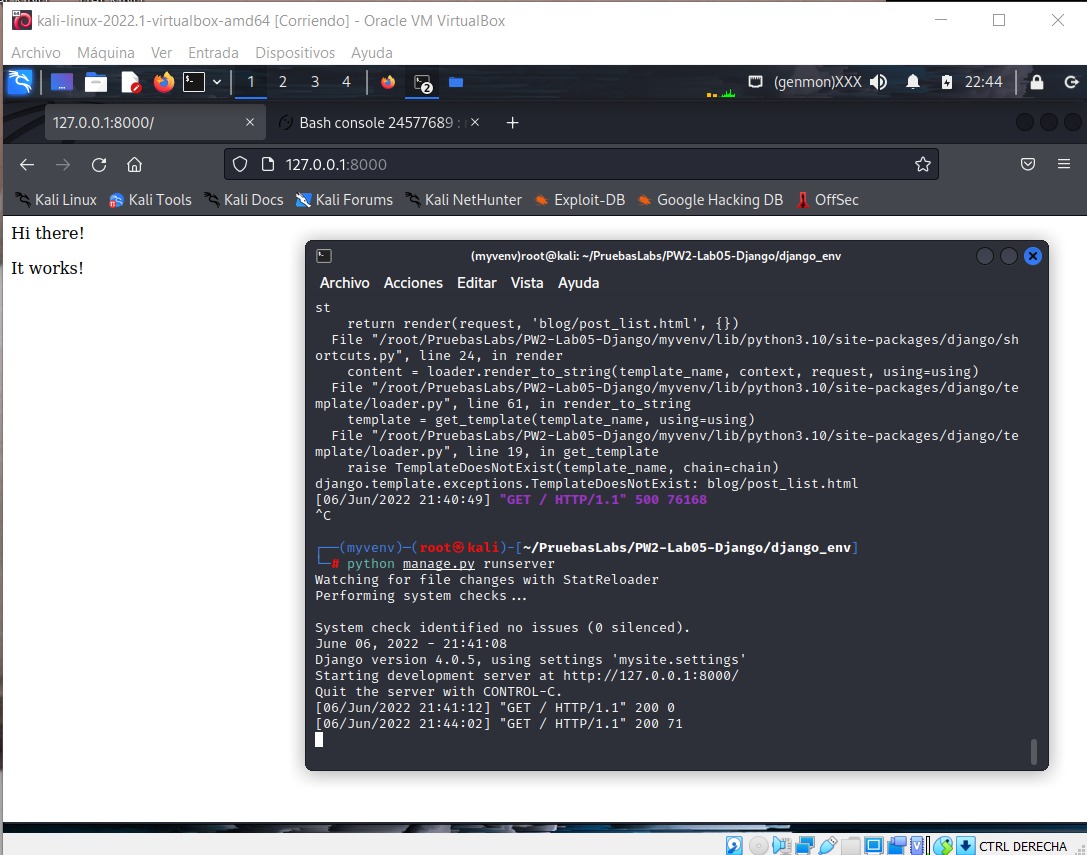 kali-linux-2022.1-virtualbox-amd64 [Corriendo] - Oracle VM VirtualBox
Archivo Máquina Ver Entrada Dispositivos Ayuda
1 2 3 4 2 (genmon)XXX 22:44
127.0.0.1:8000/ Bash console 24577689 :
127.0.0.1:8000
Kali Linux Kali Tools Kali Docs Kali Forums Kali NetHunter Exploit-DB Google Hacking DB OffSec
Hi there!
It works!
(myvenv)root@kali: ~/PruebasLabs/PW2-Lab05-Django/django_env
Archivo Acciones Editar Vista Ayuda
st
    return render(request, 'blog/post_list.html', {})
  File "/root/PruebasLabs/PW2-Lab05-Django/myvenv/lib/python3.10/site-packages/django/sh
ortcuts.py", line 24, in render
    content = loader.render_to_string(template_name, context, request, using=using)
  File "/root/PruebasLabs/PW2-Lab05-Django/myvenv/lib/python3.10/site-packages/django/te
mplate/loader.py", line 61, in render_to_string
    template = get_template(template_name, using=using)
  File "/root/PruebasLabs/PW2-Lab05-Django/myvenv/lib/python3.10/site-packages/django/te
mplate/loader.py", line 19, in get_template
    raise TemplateDoesNotExist(template_name, chain=chain)
django.template.exceptions.TemplateDoesNotExist: blog/post_list.html
[06/Jun/2022 21:40:49] "GET / HTTP/1.1" 500 76168
^C
┌──(myvenv)─(root㉿kali)-[~/PruebasLabs/PW2-Lab05-Django/django_env]
└─# python manage.py runserver
Watching for file changes with StatReloader
Performing system checks...
System check identified no issues (0 silenced).
June 06, 2022 - 21:41:08
Django version 4.0.5, using settings 'mysite.settings'
Starting development server at http://127.0.0.1:8000/
Quit the server with CONTROL-C.
[06/Jun/2022 21:41:12] "GET / HTTP/1.1" 200 0
[06/Jun/2022 21:44:02] "GET / HTTP/1.1" 200 71
CTRL DERECHA